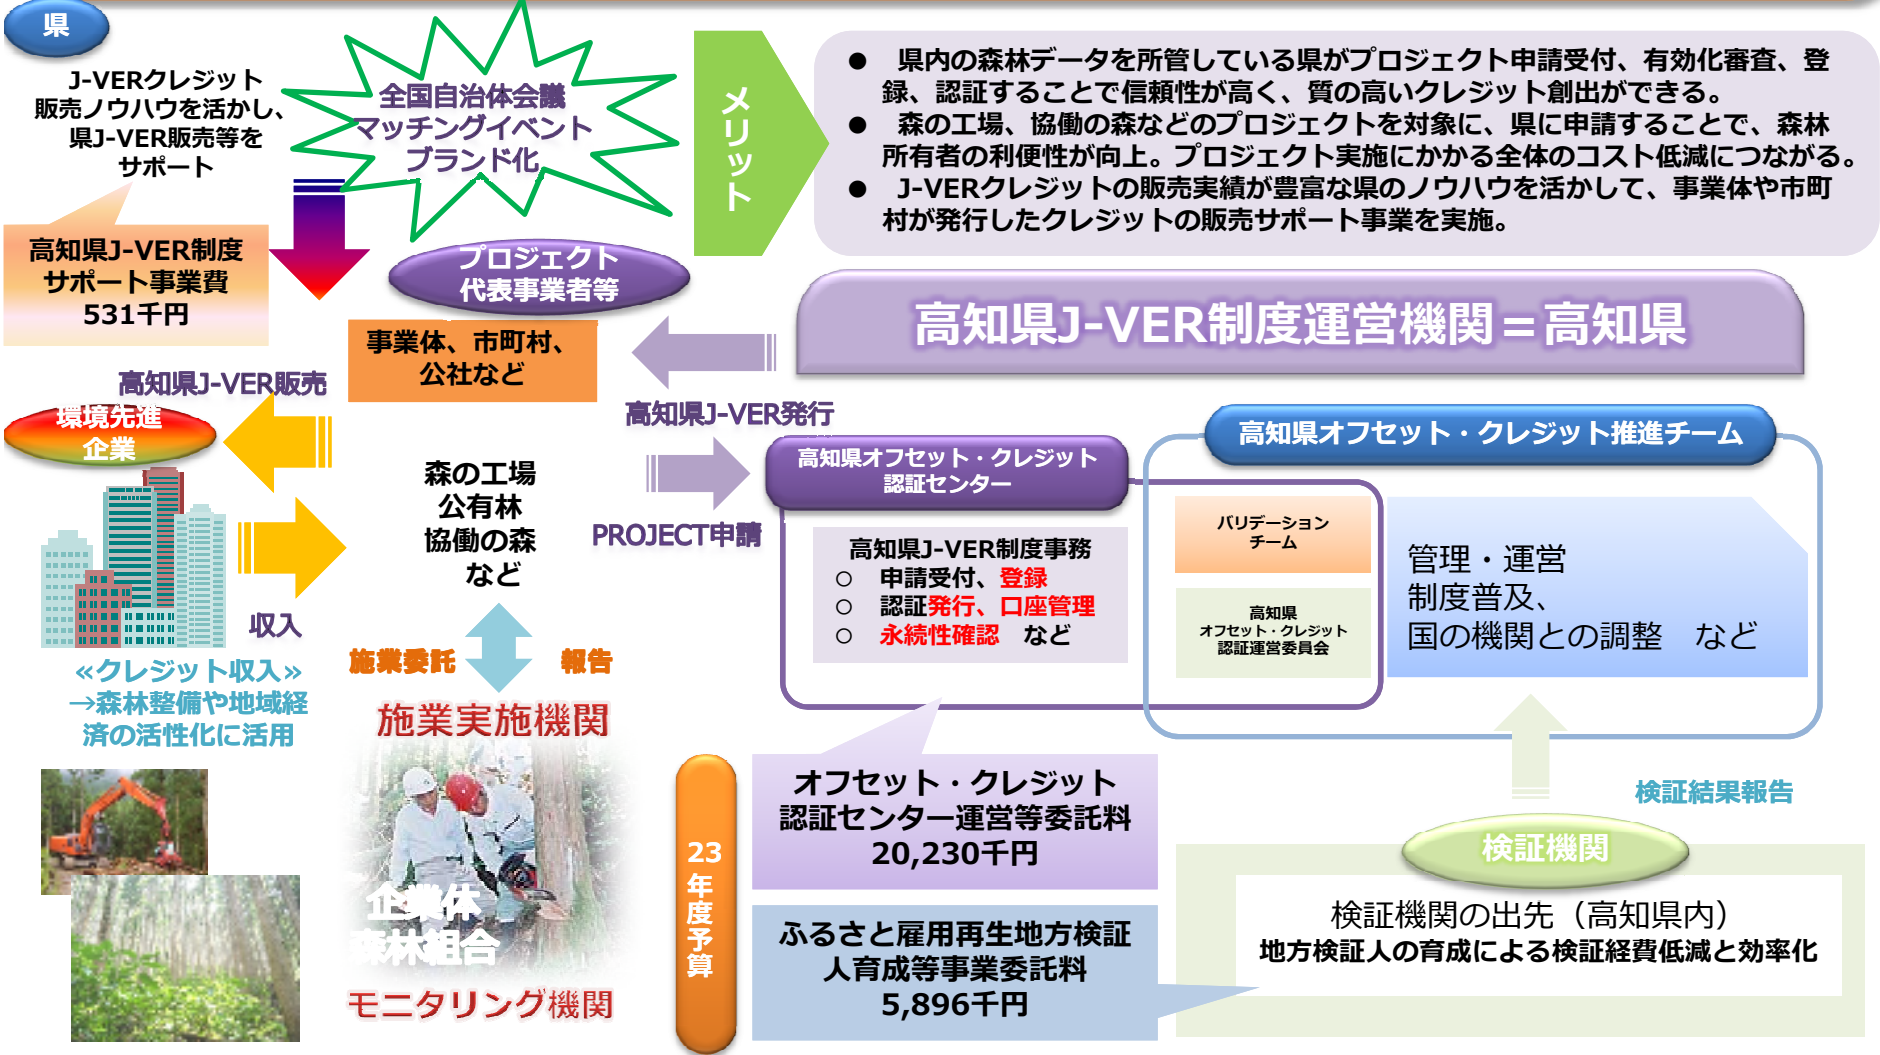 県
J-VERクレジット
販売ノウハウを活かし、
県J-VER販売等を
サポート
全国自治体会議
マッチングイベント
ブランド化
メリット
● 県内の森林データを所管している県がプロジェクト申請受付、有効化審査、登
録、認証することで信頼性が高く、質の高いクレジット創出ができる。
● 森の工場、協働の森などのプロジェクトを対象に、県に申請することで、森林
所有者の利便性が向上。プロジェクト実施にかかる全体のコスト低減につながる。
● J-VERクレジットの販売実績が豊富な県のノウハウを活かして、事業体や市町
村が発行したクレジットの販売サポート事業を実施。
高知県J-VER制度
サポート事業費
531千円
プロジェクト
代表事業者等
事業体、市町村、
公社など
高知県J-VER制度運営機関＝高知県
高知県J-VER販売
環境先進
企業
高知県J-VER発行
森の工場
公有林
協働の森
など
PROJECT申請
収入
«クレジット収入»
→森林整備や地域経
済の活性化に活用
高知県オフセット・クレジット
認証センター
高知県J-VER制度事務
○ 申請受付、登録
○ 認証発行、口座管理
○ 永続性確認 など
高知県オフセット・クレジット推進チーム
バリデーション
チーム
高知県
オフセット・クレジット
認証運営委員会
管理・運営
制度普及、
国の機関との調整 など
施業委託
報告
施業実施機関
企業体
森林組合
モニタリング機関
23年度予算
オフセット・クレジット
認証センター運営等委託料
20,230千円
ふるさと雇用再生地方検証
人育成等事業委託料
5,896千円
検証結果報告
検証機関
検証機関の出先（高知県内）
地方検証人の育成による検証経費低減と効率化